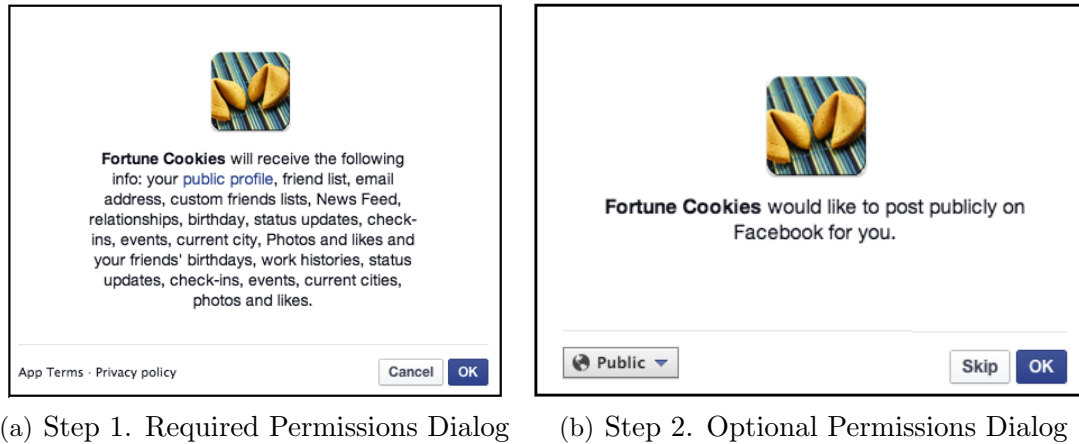 Fortune Cookies will receive the following
info: your public profile, friend list, email
address, custom friends lists, News Feed,
relationships, birthday, status updates, check-
ins, events, current city, Photos and likes and
your friends' birthdays, work histories, status
updates, check-ins, events, current cities,
photos and likes.
App Terms · Privacy policy
Cancel
OK
(a) Step 1. Required Permissions Dialog
Fortune Cookies would like to post publicly on
Facebook for you.
Public
Skip
OK
(b) Step 2. Optional Permissions Dialog